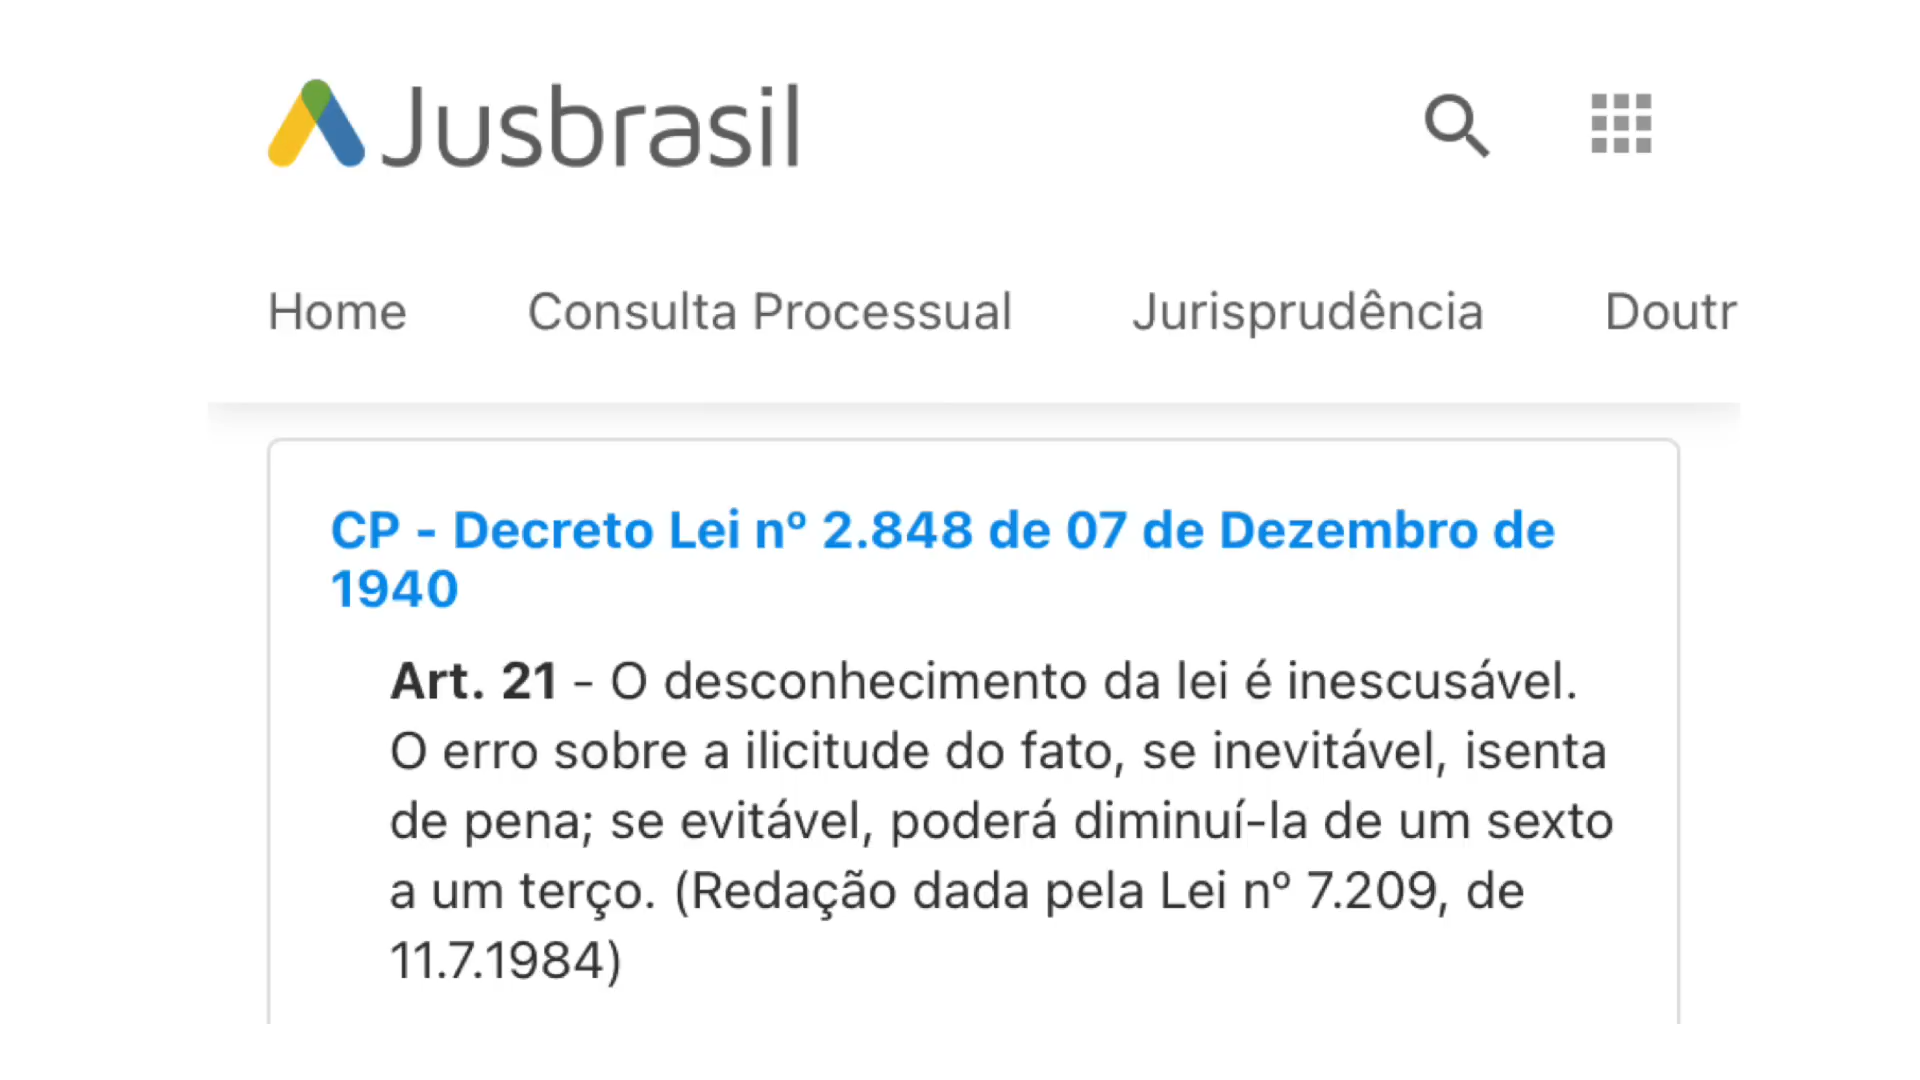 Jusbrasil
Home Consulta Processual Jurisprudência Doutr
CP - Decreto Lei nº 2.848 de 07 de Dezembro de
1940
Art. 21 - O desconhecimento da lei é inescusável.
O erro sobre a ilicitude do fato, se inevitável, isenta
de pena; se evitável, poderá diminuí-la de um sexto
a um terço. (Redação dada pela Lei nº 7.209, de
11.7.1984)